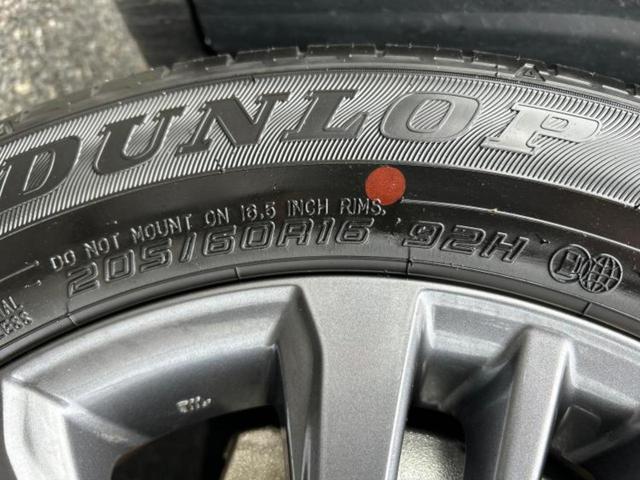 DUNLOP
DO NOT MOUNT ON 16.5 INCH RIMS.
205/60R16 92H